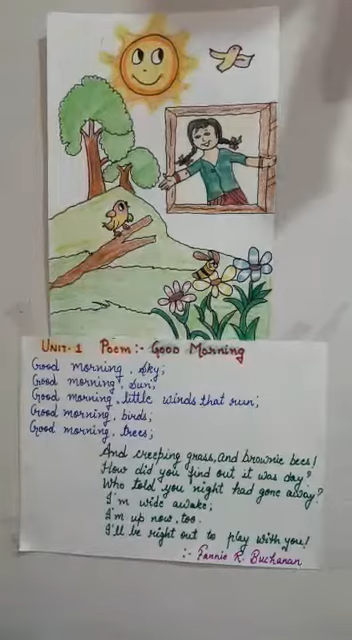 Unit-1 Poem:- Good Morning
Good morning, Sky;
Good morning, Sun;
Good morning, little winds that run;
Good morning, birds;
Good morning, trees;
And creeping grass, and brownie bees!
How did you find out it was day?
Who told you night had gone away?
I'm wide awake;
I'm up now, too.
I'll be right out to play with you!
:- Fannie R. Buchanan